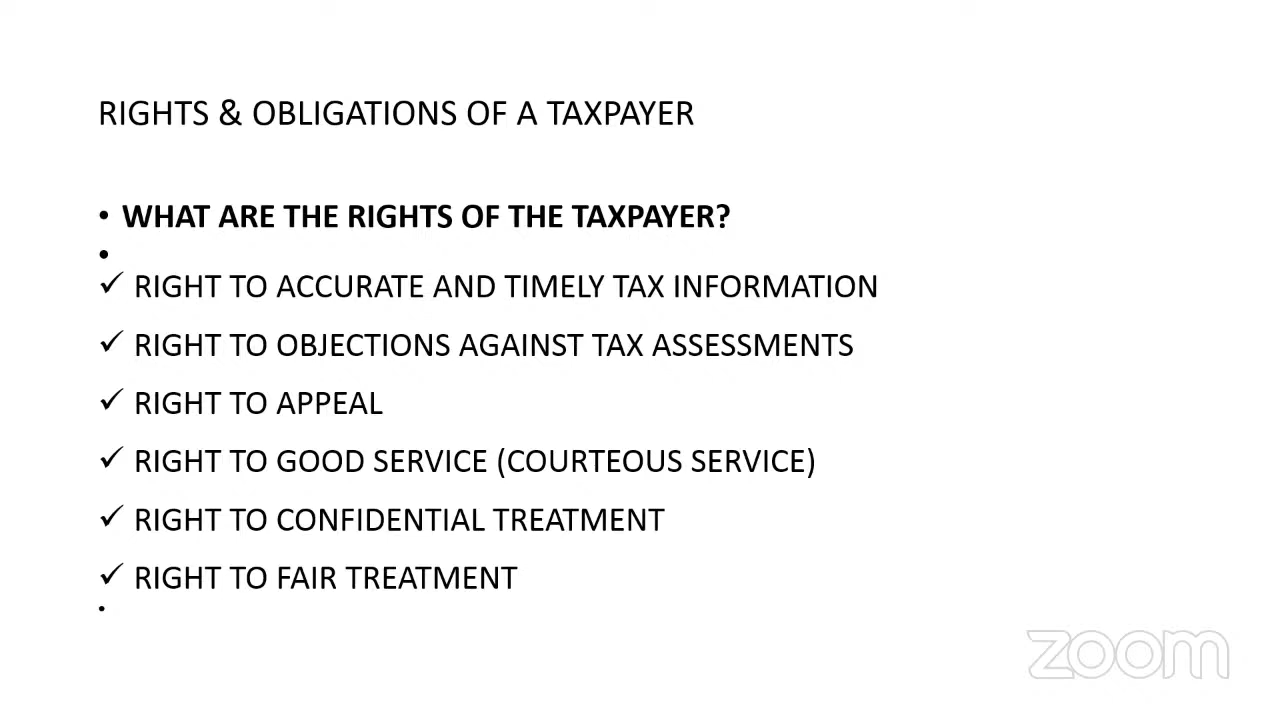 RIGHTS & OBLIGATIONS OF A TAXPAYER
• WHAT ARE THE RIGHTS OF THE TAXPAYER?
•
✓ RIGHT TO ACCURATE AND TIMELY TAX INFORMATION
✓ RIGHT TO OBJECTIONS AGAINST TAX ASSESSMENTS
✓ RIGHT TO APPEAL
✓ RIGHT TO GOOD SERVICE (COURTEOUS SERVICE)
✓ RIGHT TO CONFIDENTIAL TREATMENT
✓ RIGHT TO FAIR TREATMENT
•
zoom